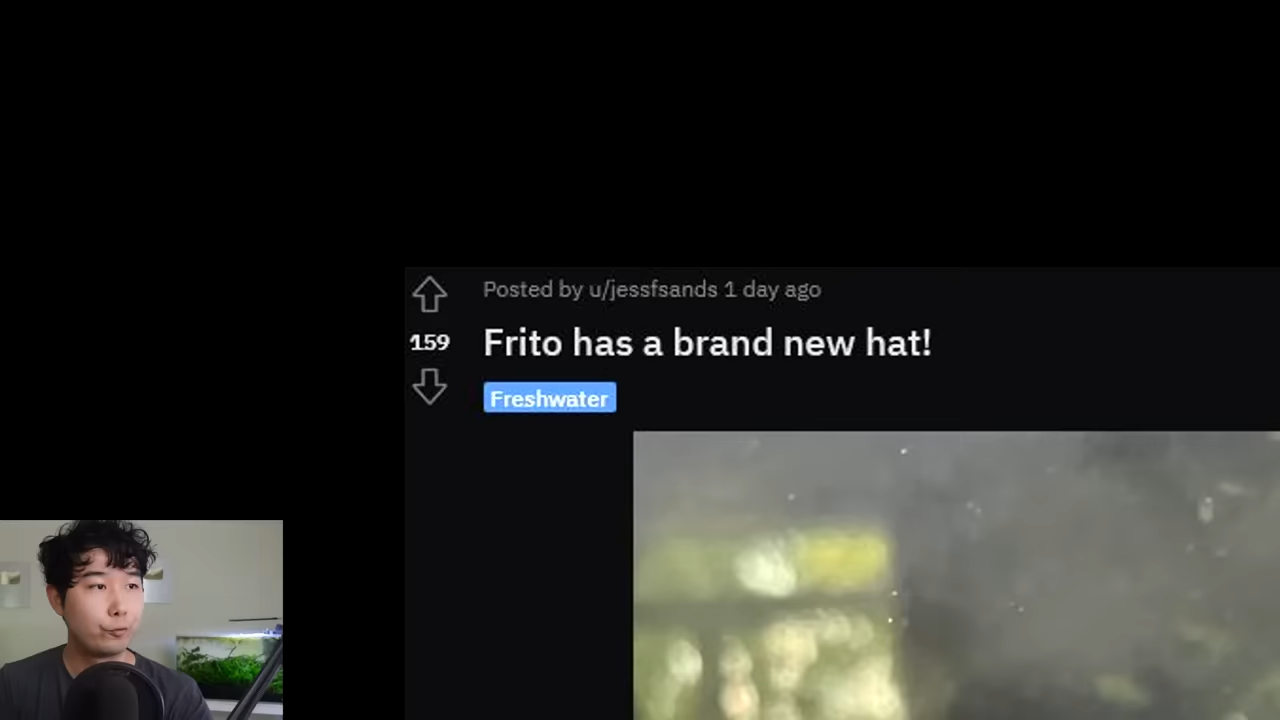 Posted by u/jessfsands 1 day ago
159 Frito has a brand new hat!
Freshwater